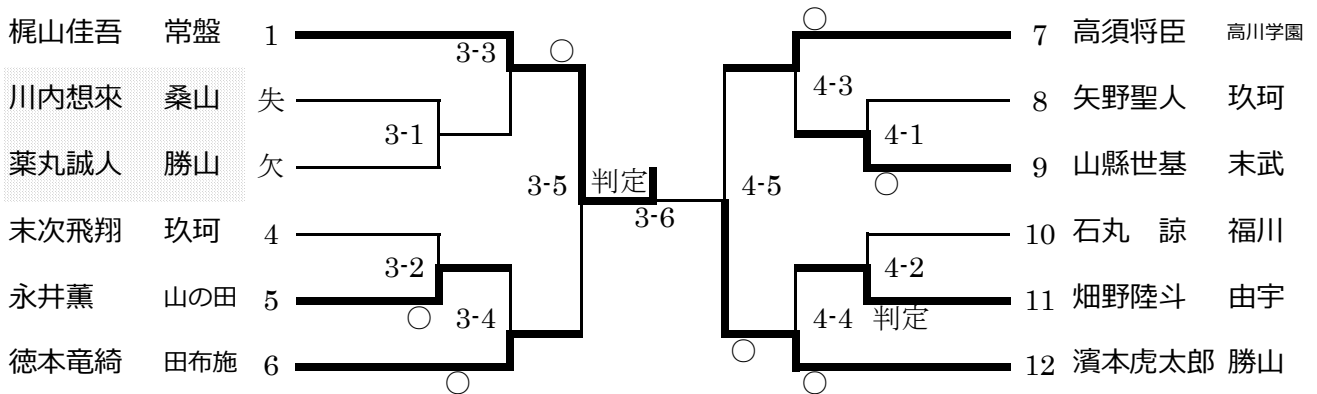 梶山佳吾 常盤 1
川内想來 桑山 失
薬丸誠人 勝山 欠
末次飛翔 玖珂 4
永井薫 山の田 5
徳本竜綺 田布施 6
3-3
○
3-1
3-5
判定
3-6
3-2
○
3-4
○
○
4-3
4-1
○
4-5
4-2
4-4
判定
○
○
7 高須将臣 高川学園
8 矢野聖人 玖珂
9 山縣世基 末武
10 石丸 諒 福川
11 畑野陸斗 由宇
12 濱本虎太郎 勝山